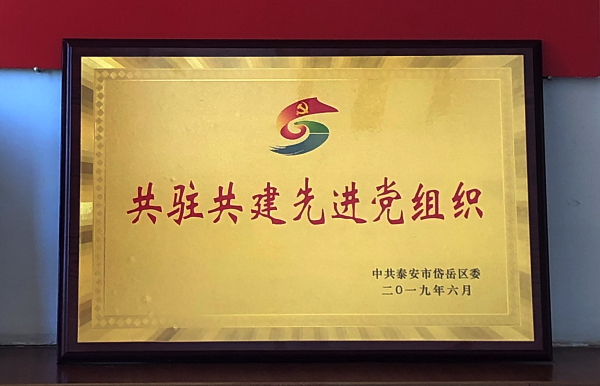 共驻共建先进党组织
中共泰安市岱岳区委
二〇一九年六月